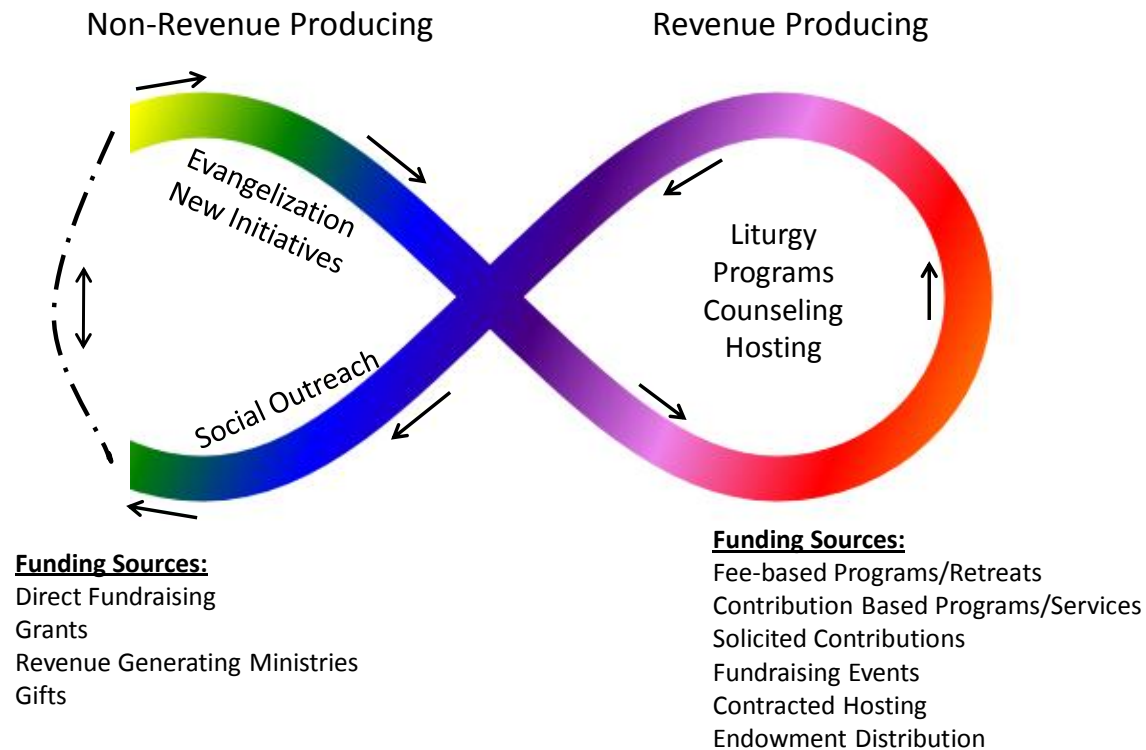 Non-Revenue Producing
Revenue Producing
Evangelization
New Initiatives
Social Outreach
Liturgy
Programs
Counseling
Hosting
Funding Sources:
Direct Fundraising
Grants
Revenue Generating Ministries
Gifts
Funding Sources:
Fee-based Programs/Retreats
Contribution Based Programs/Services
Solicited Contributions
Fundraising Events
Contracted Hosting
Endowment Distribution